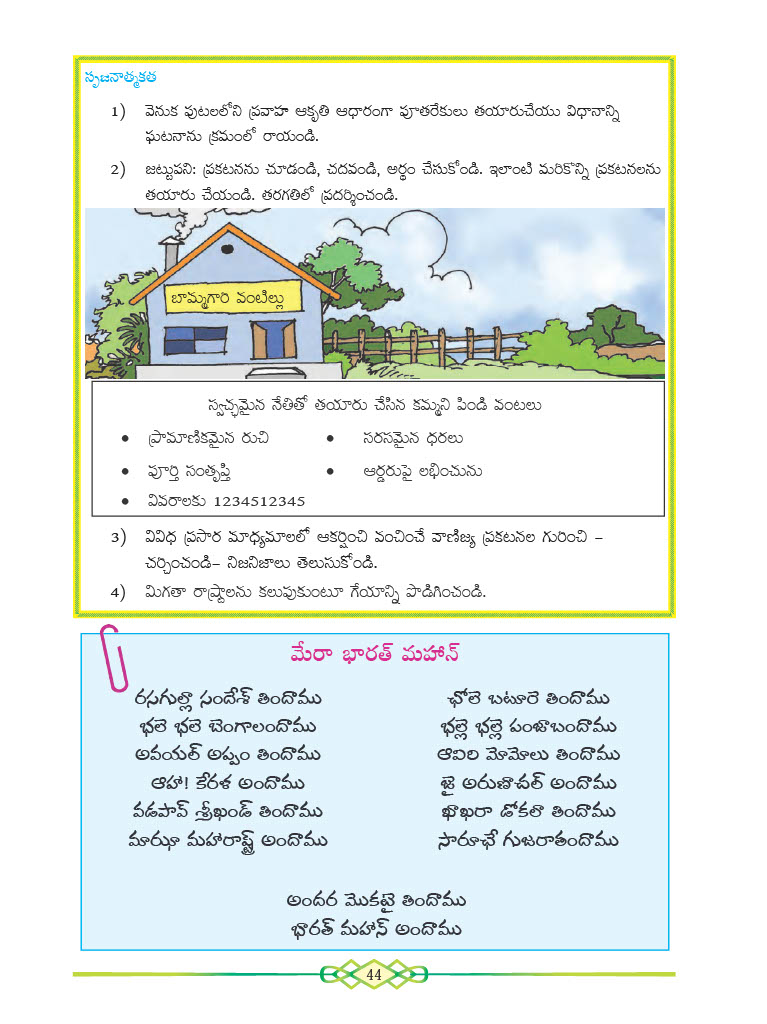 సృజనాత్మకత
1) వెనుక పుటలలోని ప్రవాహ ఆకృతి ఆధారంగా పూతరేకులు తయారుచేయు విధానాన్ని
ఘటనాను క్రమంలో రాయండి.
2) జట్టుపని: ప్రకటనను చూడండి, చదవండి, అర్థం చేసుకోండి. ఇలాంటి మరికొన్ని ప్రకటనలను
తయారు చేయండి. తరగతిలో ప్రదర్శించండి.
బామ్మగారి వంటిల్లు
స్వచ్ఛమైన నేతితో తయారు చేసిన కమ్మని పిండి వంటలు
• ప్రామాణికమైన రుచి • సరసమైన ధరలు
• పూర్తి సంతృప్తి • ఆర్డరుపై లభించును
• వివరాలకు 1234512345
3) వివిధ ప్రసార మాధ్యమాలలో ఆకర్షించి వంచించే వాణిజ్య ప్రకటనల గురించి –
చర్చించండి– నిజనిజాలు తెలుసుకోండి.
4) మిగతా రాష్ట్రాలను కలుపుకుంటూ గేయాన్ని పొడిగించండి.
మేరా భారత్ మహాన్
రసగుల్లా సందేశ్ తిందాము
భలె భలె బెంగాలందాము
అవయల్ అప్పం తిందాము
ఆహా! కేరళ అందాము
వడపావ్ శ్రీఖండ్ తిందాము
మాఝ మహారాష్ట్ర్ అందాము
ఛోలె బటూరె తిందాము
భల్లె భల్లె పంజాబందాము
ఆవిరి మోమోలు తిందాము
జై అరుణాచల్ అందాము
ఖాఖరా డోకలా తిందాము
సారూఛే గుజరాతందాము
అందర మొకటై తిందాము
భారత్ మహాన్ అందాము
44